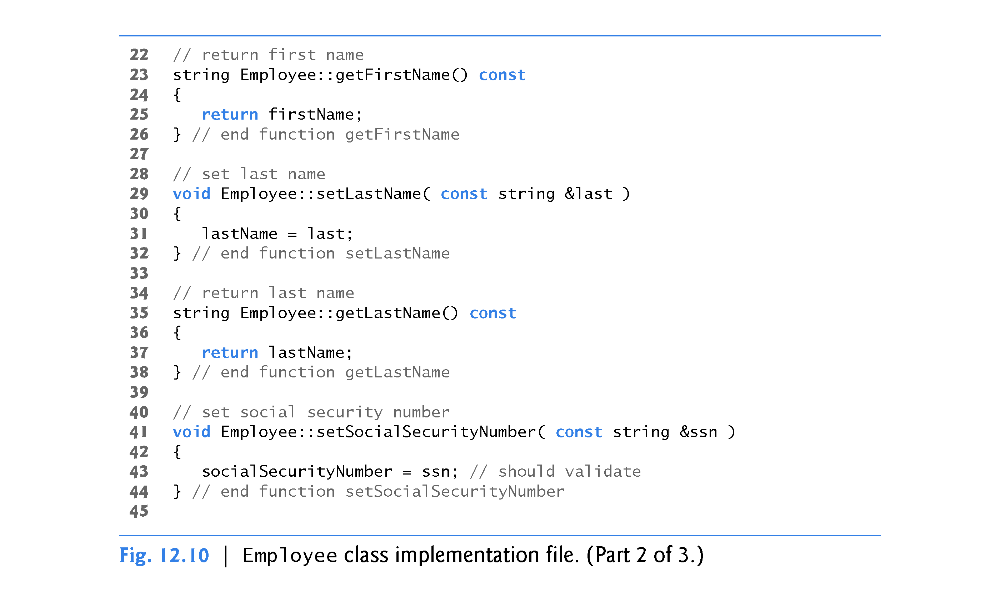 22 // return first name
23 string Employee::getFirstName() const
24 {
25    return firstName;
26 } // end function getFirstName
27
28 // set last name
29 void Employee::setLastName( const string &last )
30 {
31    lastName = last;
32 } // end function setLastName
33
34 // return last name
35 string Employee::getLastName() const
36 {
37    return lastName;
38 } // end function getLastName
39
40 // set social security number
41 void Employee::setSocialSecurityNumber( const string &ssn )
42 {
43    socialSecurityNumber = ssn; // should validate
44 } // end function setSocialSecurityNumber
45
Fig. 12.10 | Employee class implementation file. (Part 2 of 3.)